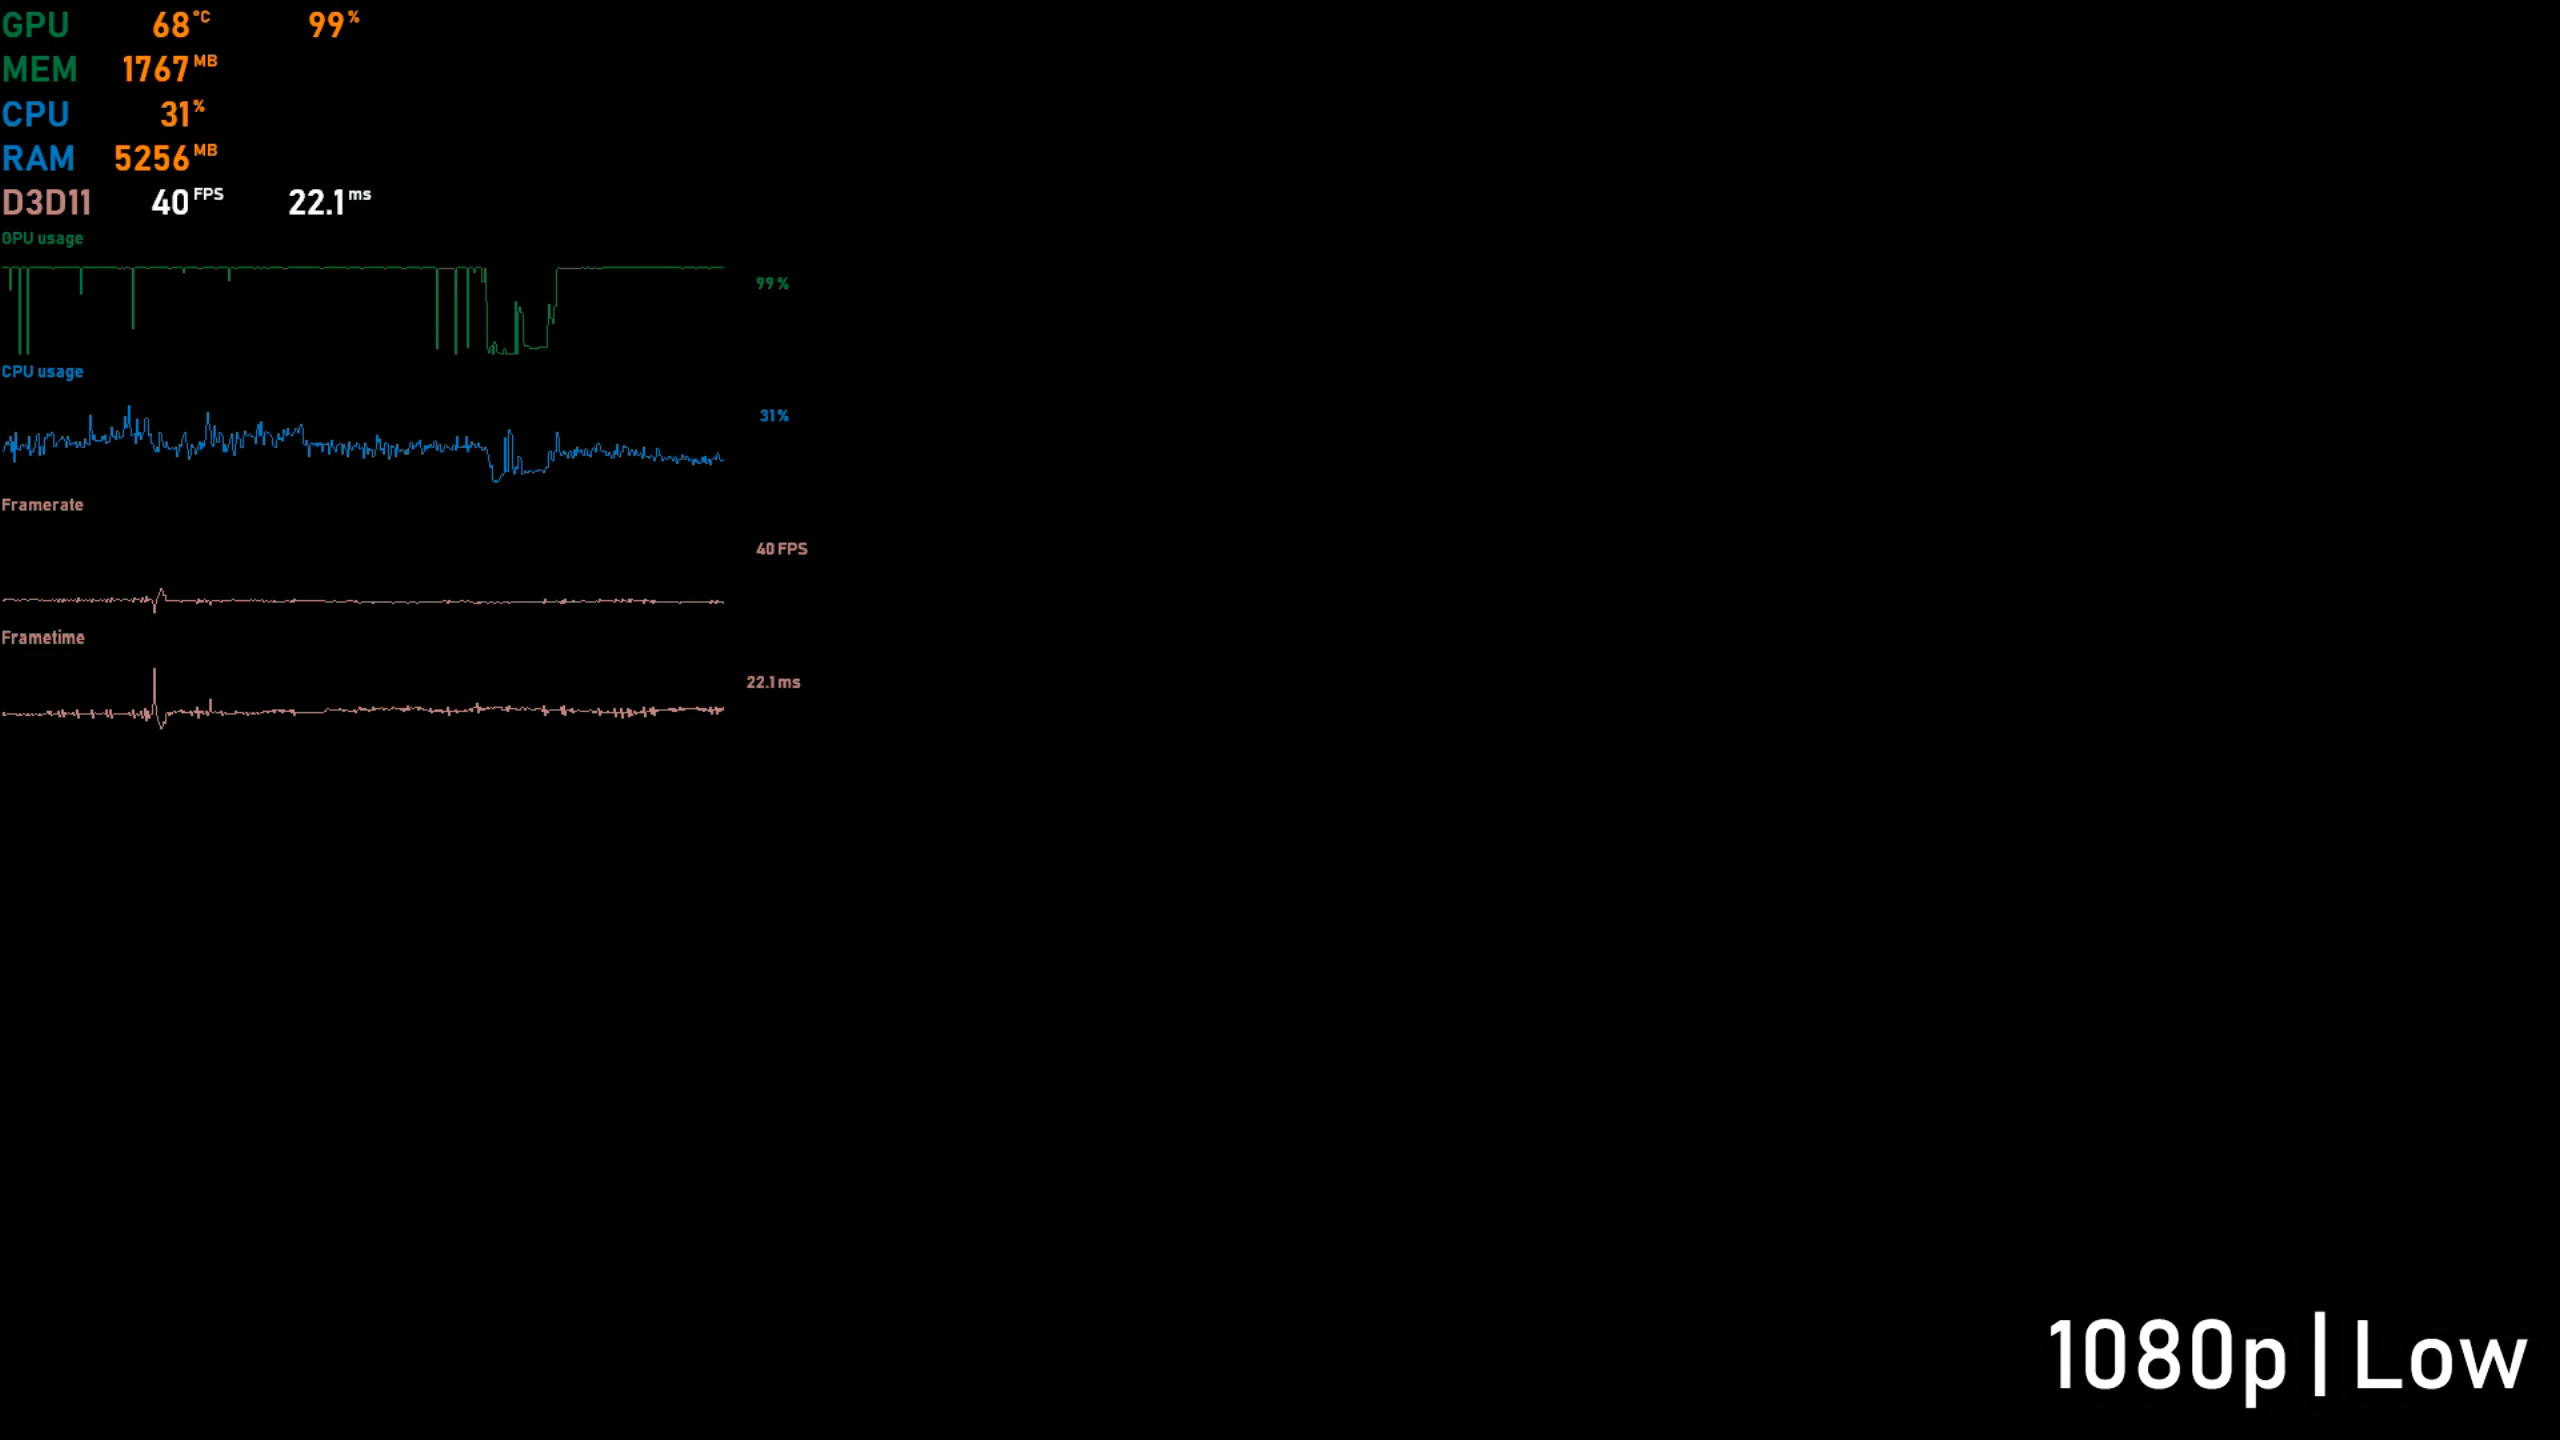 GPU 68°C 99%
MEM 1767MB
CPU 31%
RAM 5256MB
D3D11 40FPS 22.1ms
GPU usage
99%
CPU usage
31%
Framerate
40 FPS
Frametime
22.1ms
1080p | Low